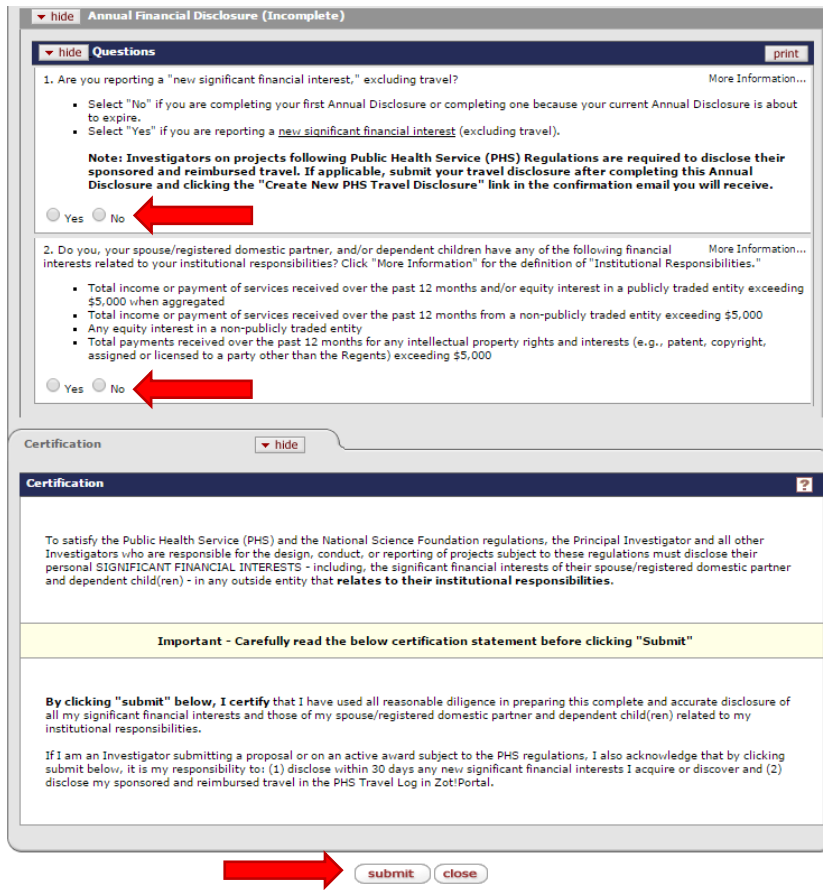 hide Annual Financial Disclosure (Incomplete)
hide Questions print
1. Are you reporting a "new significant financial interest," excluding travel? More Information...
Select "No" if you are completing your first Annual Disclosure or completing one because your current Annual Disclosure is about
to expire.
Select "Yes" if you are reporting a new significant financial interest (excluding travel).
Note: Investigators on projects following Public Health Service (PHS) Regulations are required to disclose their
sponsored and reimbursed travel. If applicable, submit your travel disclosure after completing this Annual
Disclosure and clicking the "Create New PHS Travel Disclosure" link in the confirmation email you will receive.
Yes No
2. Do you, your spouse/registered domestic partner, and/or dependent children have any of the following financial More Information...
interests related to your institutional responsibilities? Click "More Information" for the definition of "Institutional Responsibilities."
Total income or payment of services received over the past 12 months and/or equity interest in a publicly traded entity exceeding
$5,000 when aggregated
Total income or payment of services received over the past 12 months from a non-publicly traded entity exceeding $5,000
Any equity interest in a non-publicly traded entity
Total payments received over the past 12 months for any intellectual property rights and interests (e.g., patent, copyright,
assigned or licensed to a party other than the Regents) exceeding $5,000
Yes No
Certification hide
Certification ?
To satisfy the Public Health Service (PHS) and the National Science Foundation regulations, the Principal Investigator and all other
Investigators who are responsible for the design, conduct, or reporting of projects subject to these regulations must disclose their
personal SIGNIFICANT FINANCIAL INTERESTS - including, the significant financial interests of their spouse/registered domestic partner
and dependent child(ren) - in any outside entity that relates to their institutional responsibilities.
Important - Carefully read the below certification statement before clicking "Submit"
By clicking "submit" below, I certify that I have used all reasonable diligence in preparing this complete and accurate disclosure of
all my significant financial interests and those of my spouse/registered domestic partner and dependent child(ren) related to my
institutional responsibilities.
If I am an Investigator submitting a proposal or on an active award subject to the PHS regulations, I also acknowledge that by clicking
submit below, it is my responsibility to: (1) disclose within 30 days any new significant financial interests I acquire or discover and (2)
disclose my sponsored and reimbursed travel in the PHS Travel Log in Zot!Portal.
submit close